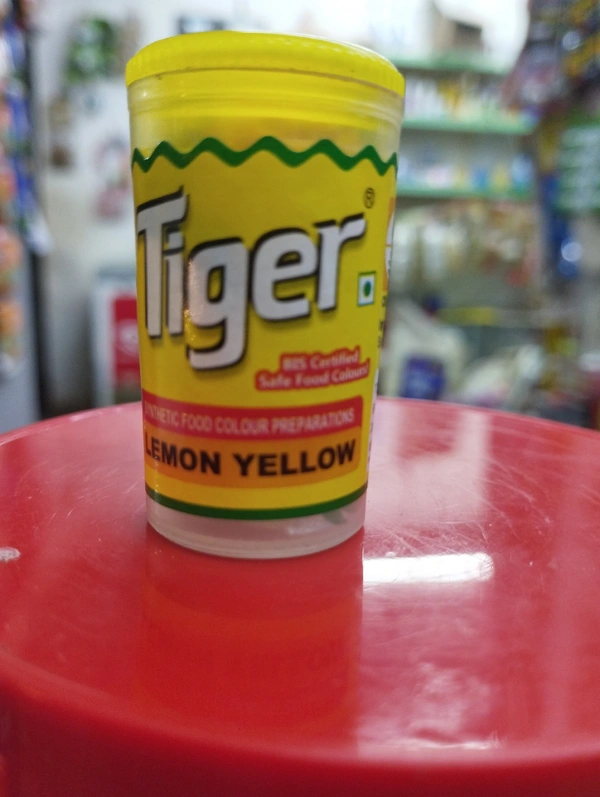 Tiger®
BIS Certified
Safe Food Colours!
SYNTHETIC FOOD COLOUR PREPARATIONS
LEMON YELLOW